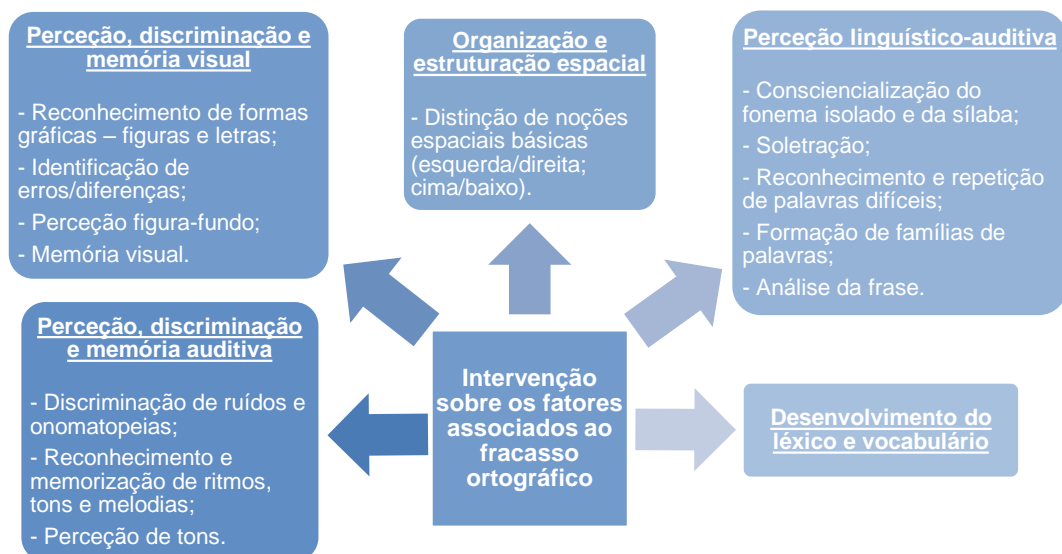 Perceção, discriminação e
memória visual
- Reconhecimento de formas
gráficas – figuras e letras;
- Identificação de
erros/diferenças;
- Perceção figura-fundo;
- Memória visual.
Organização e
estruturação espacial
- Distinção de noções
espaciais básicas
(esquerda/direita;
cima/baixo).
Perceção linguístico-auditiva
- Consciencialização do
fonema isolado e da sílaba;
- Soletração;
- Reconhecimento e repetição
de palavras difíceis;
- Formação de famílias de
palavras;
- Análise da frase.
Perceção, discriminação
e memória auditiva
- Discriminação de ruídos e
onomatopeias;
- Reconhecimento e
memorização de ritmos,
tons e melodias;
- Perceção de tons.
Intervenção
sobre os fatores
associados ao
fracasso
ortográfico
Desenvolvimento do
léxico e vocabulário